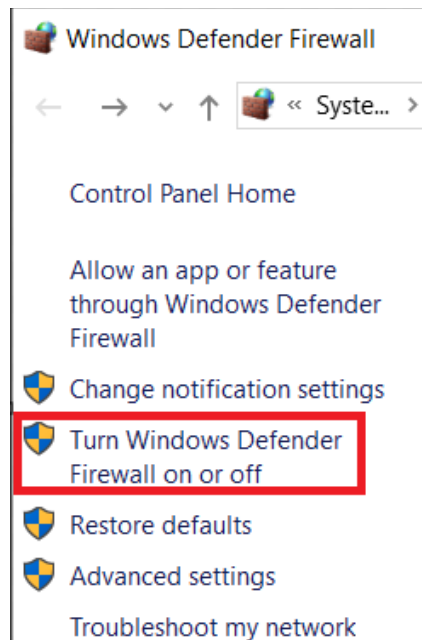 Windows Defender Firewall
« Syste... >
Control Panel Home
Allow an app or feature
through Windows Defender
Firewall
Change notification settings
Turn Windows Defender
Firewall on or off
Restore defaults
Advanced settings
Troubleshoot my network